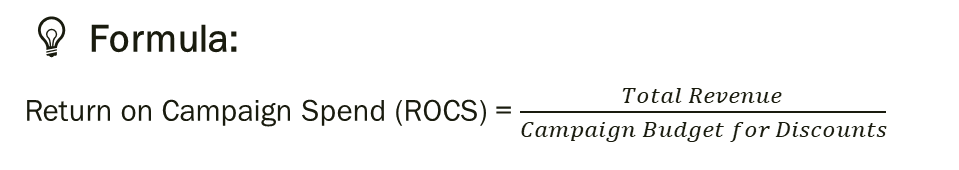 Formula:
Return on Campaign Spend (ROCS) = Total Revenue / Campaign Budget for Discounts